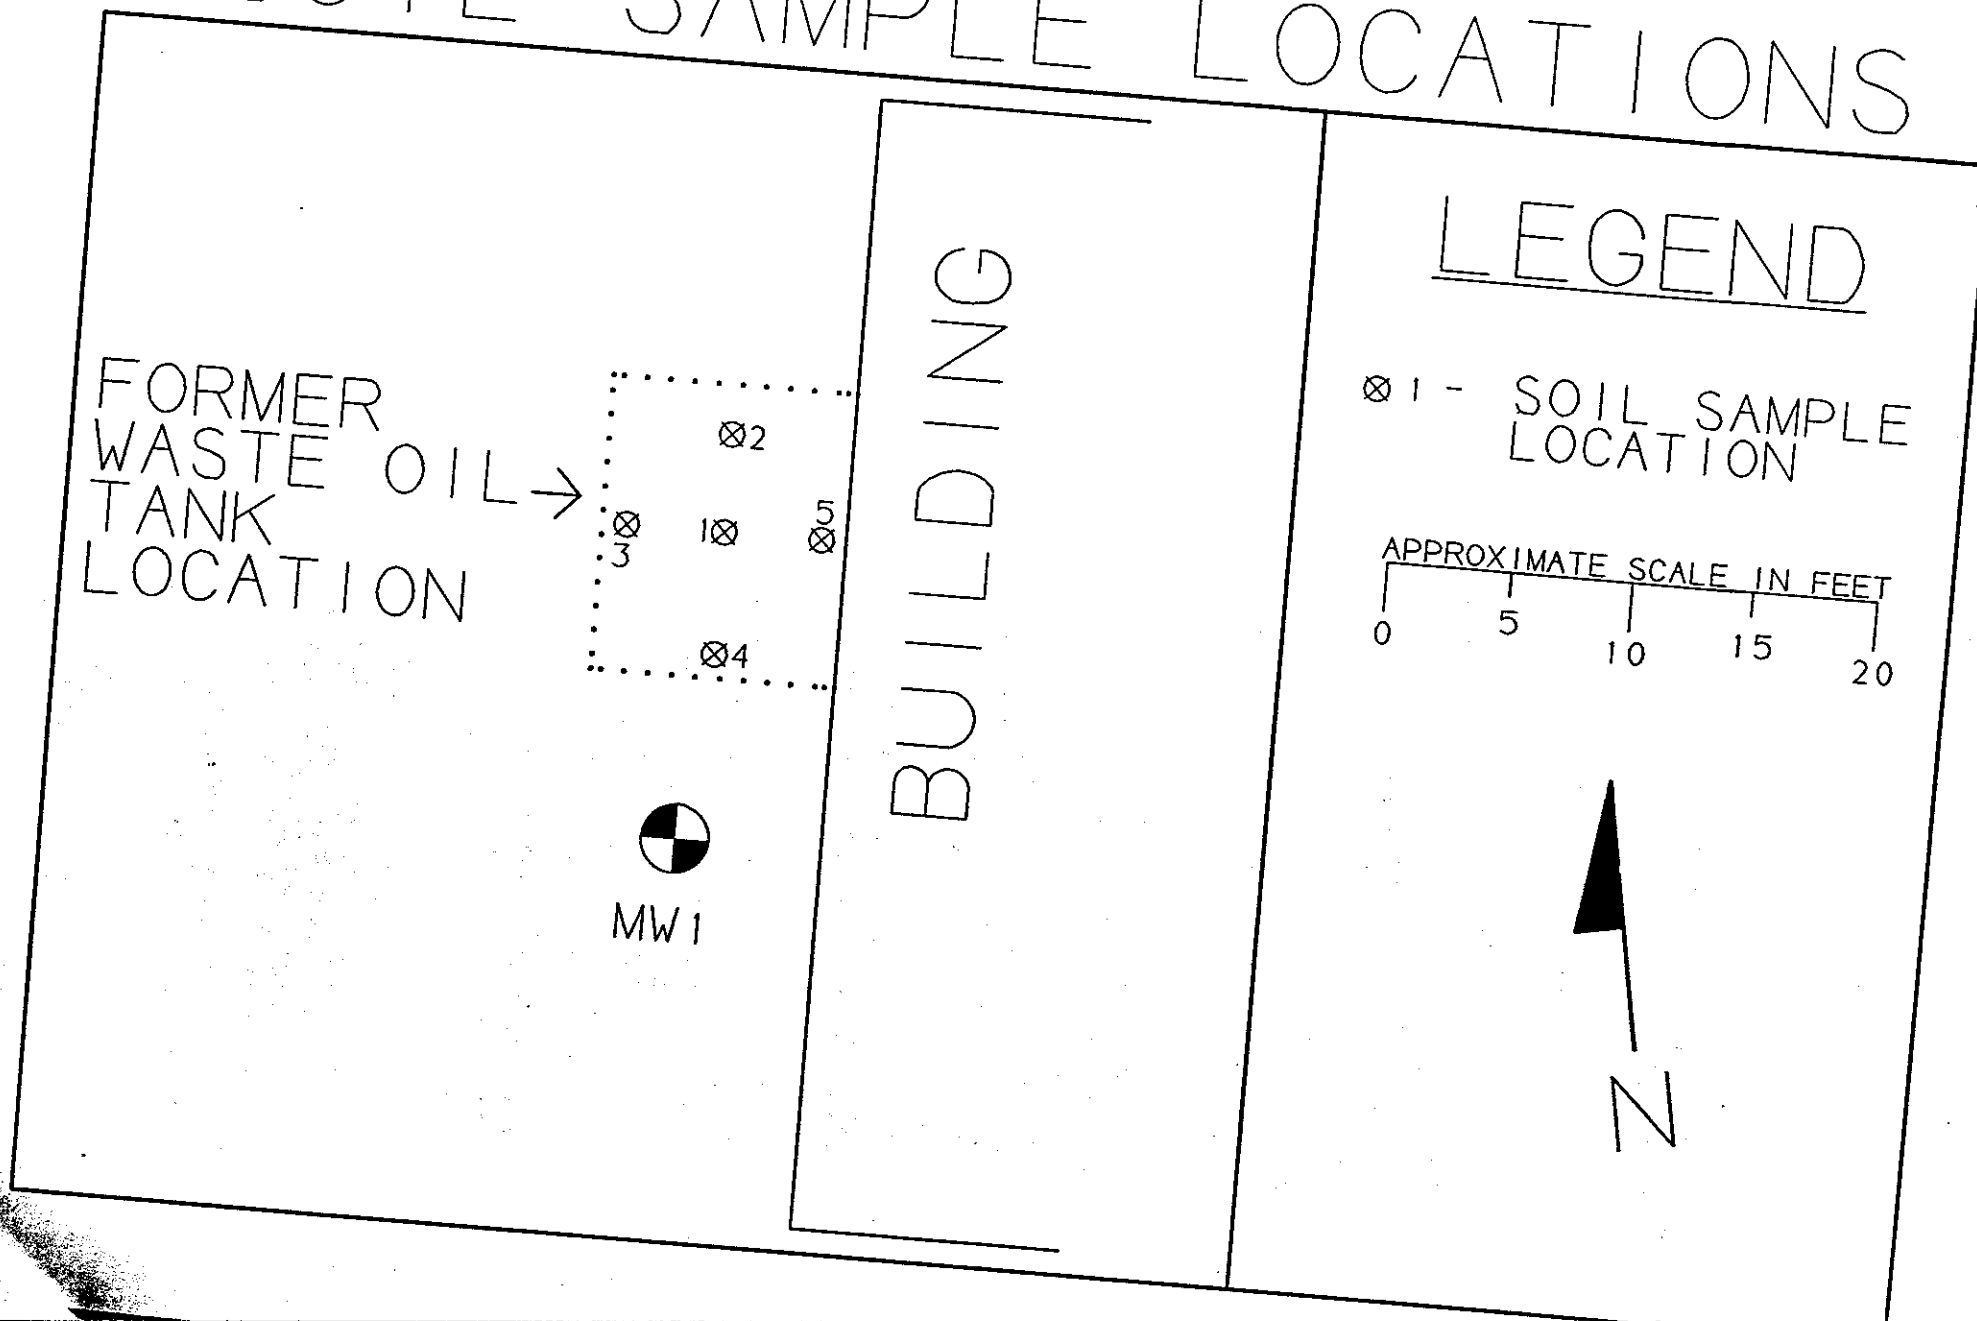 SAMPLE LOCATIONS
FORMER
WASTE OIL
TANK
LOCATION
2
3
1
5
4
MW1
BUILDING
LEGEND
1 - SOIL SAMPLE
LOCATION
APPROXIMATE SCALE IN FEET
0 5 10 15 20
N